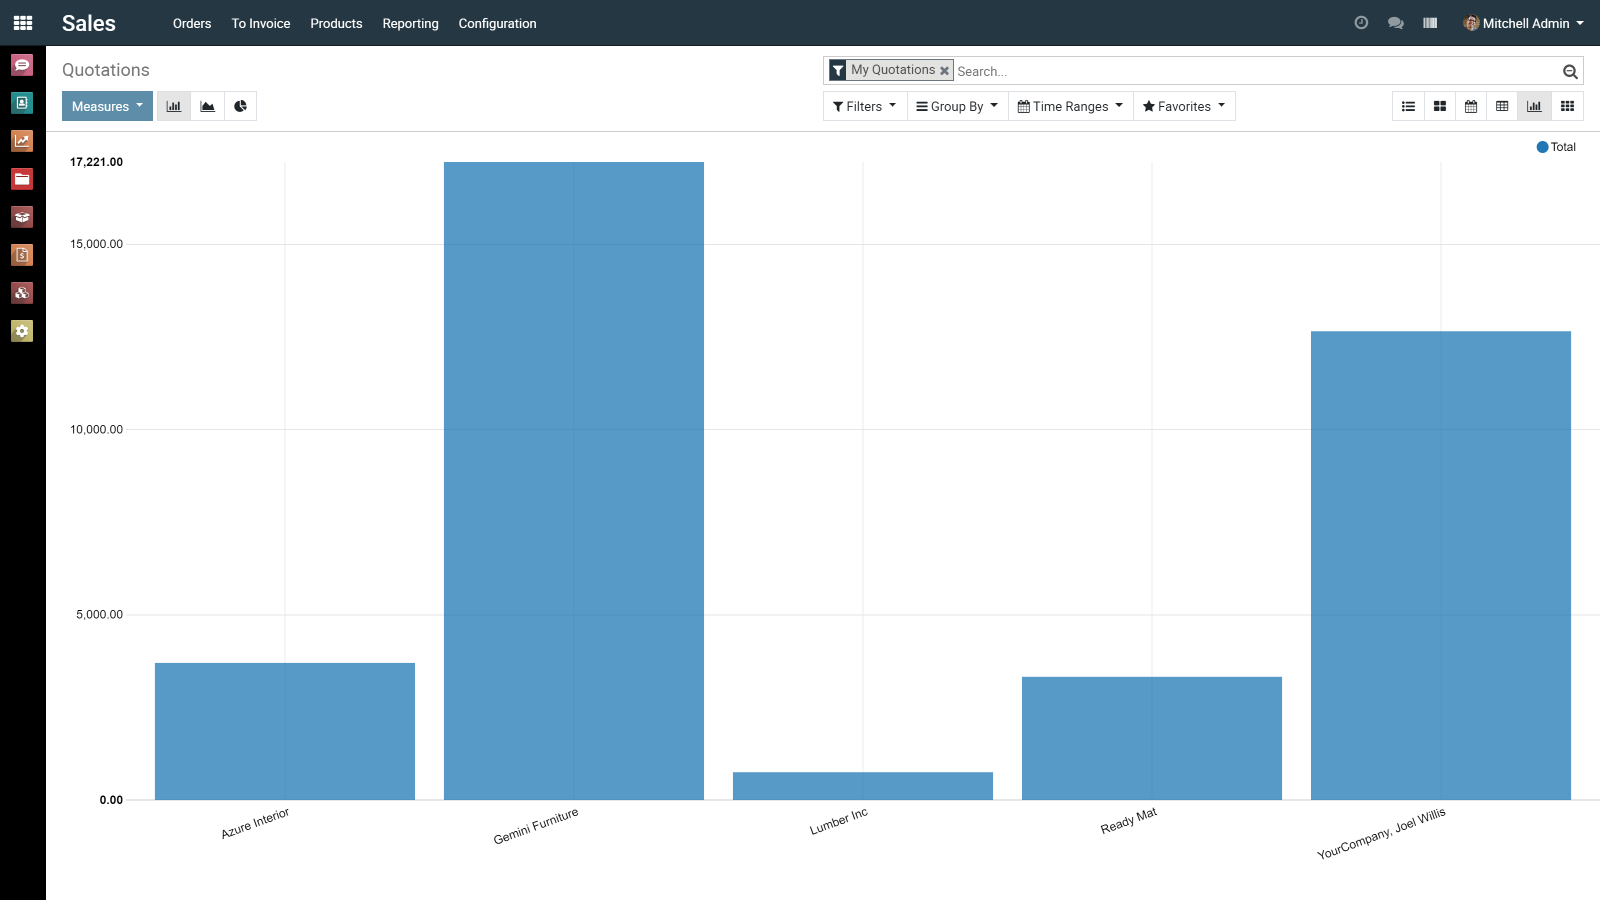 Sales
Orders
To Invoice
Products
Reporting
Configuration
Mitchell Admin
Quotations
My Quotations
Search...
Measures
Filters
Group By
Time Ranges
Favorites
Total
17,221.00
15,000.00
10,000.00
5,000.00
0.00
Azure Interior
Gemini Furniture
Lumber Inc
Ready Mat
YourCompany, Joel Willis